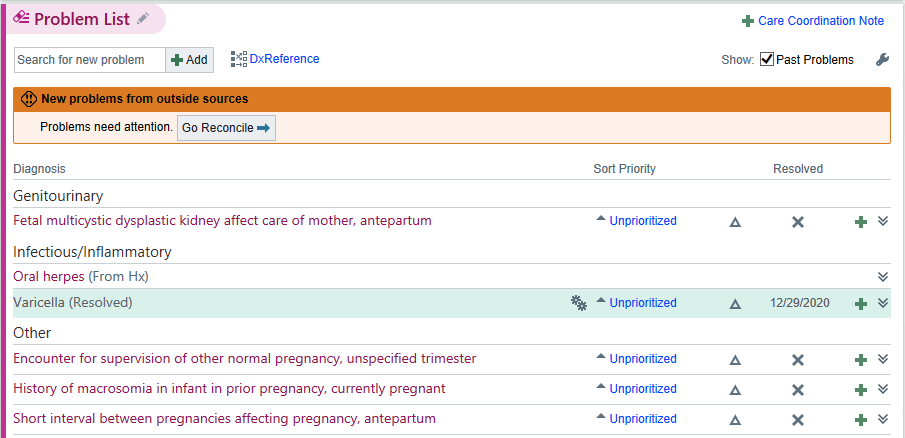 Problem List
Care Coordination Note
Search for new problem Add DxReference Show: Past Problems
New problems from outside sources
Problems need attention. Go Reconcile
Diagnosis Sort Priority Resolved
Genitourinary
Fetal multicystic dysplastic kidney affect care of mother, antepartum Unprioritized
Infectious/Inflammatory
Oral herpes (From Hx)
Varicella (Resolved) Unprioritized 12/29/2020
Other
Encounter for supervision of other normal pregnancy, unspecified trimester Unprioritized
History of macrosomia in infant in prior pregnancy, currently pregnant Unprioritized
Short interval between pregnancies affecting pregnancy, antepartum Unprioritized